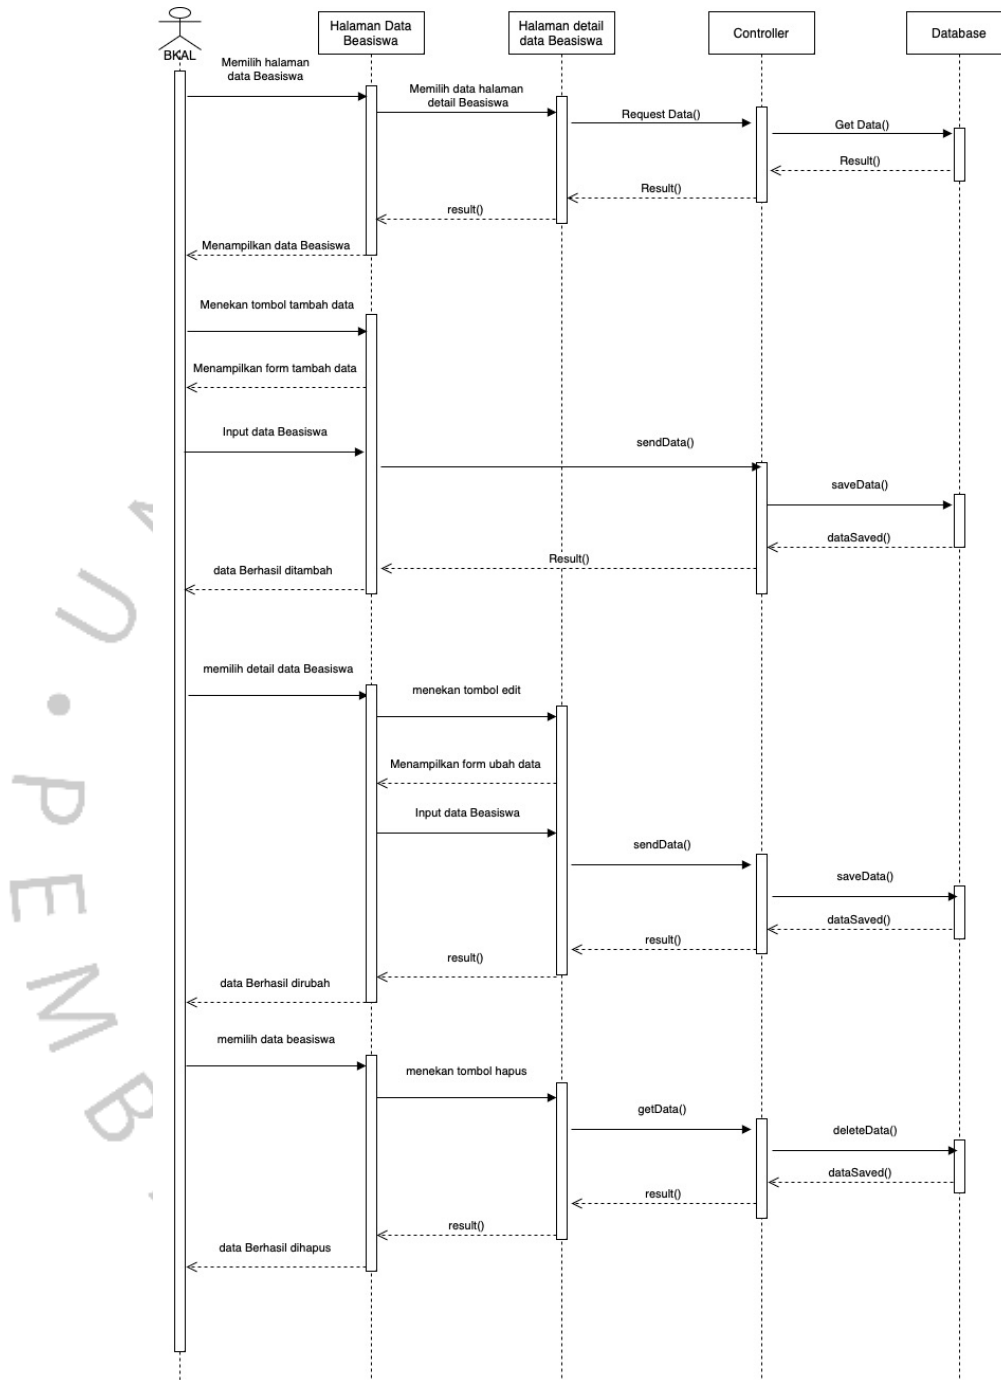 Halaman Data
Beasiswa
Halaman detail
data Beasiswa
Controller
Database
BKAL
Memilih halaman
data Beasiswa
Memilih data halaman
detail Beasiswa
Request Data()
Get Data()
Result()
Result()
result()
Menampilkan data Beasiswa
Menekan tombol tambah data
Menampilkan form tambah data
Input data Beasiswa
sendData()
saveData()
dataSaved()
Result()
data Berhasil ditambah
memilih detail data Beasiswa
menekan tombol edit
Menampilkan form ubah data
Input data Beasiswa
sendData()
saveData()
dataSaved()
result()
result()
data Berhasil dirubah
memilih data beasiswa
menekan tombol hapus
getData()
deleteData()
dataSaved()
result()
result()
data Berhasil dihapus
U • PEMB